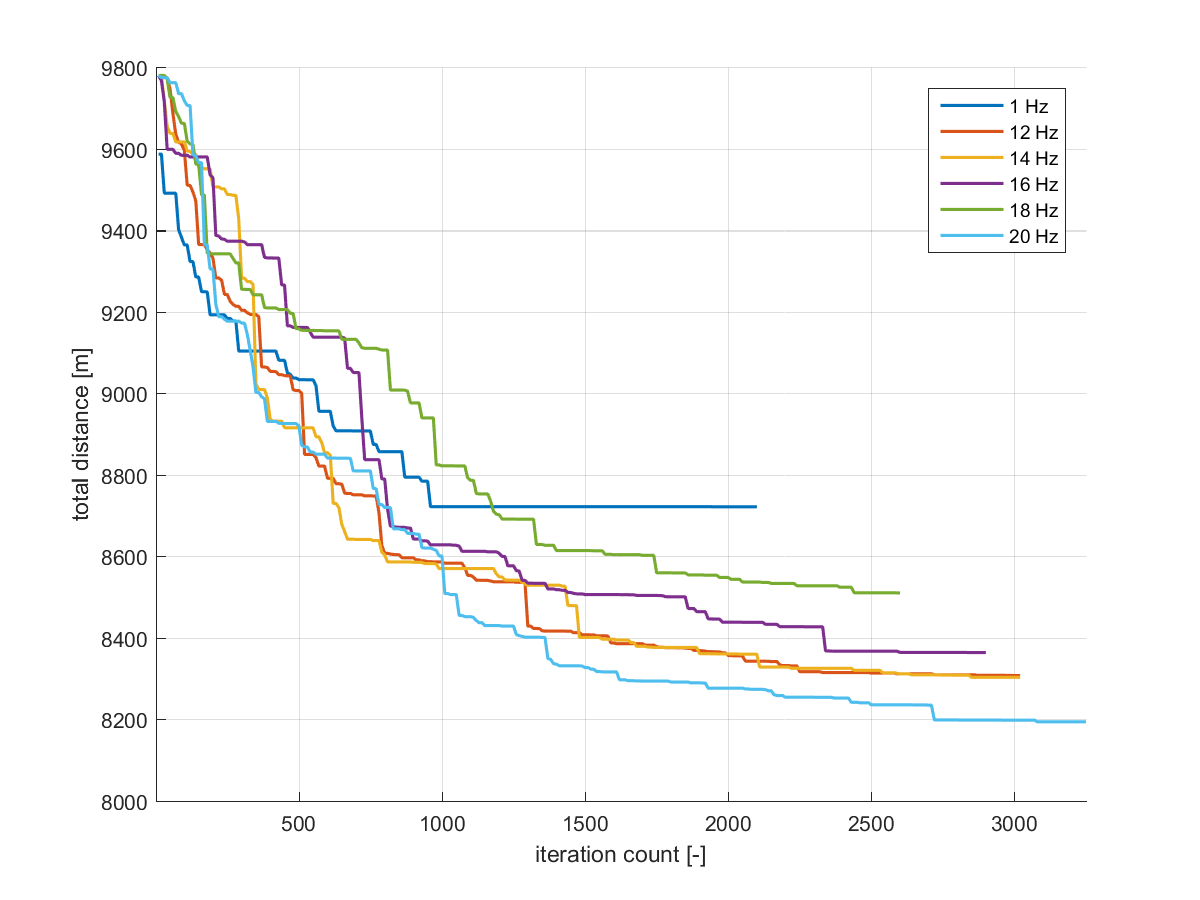 9800
9600
9400
9200
9000
8800
8600
8400
8200
8000
total distance [m]
500
1000
1500
2000
2500
3000
iteration count [-]
1 Hz
12 Hz
14 Hz
16 Hz
18 Hz
20 Hz